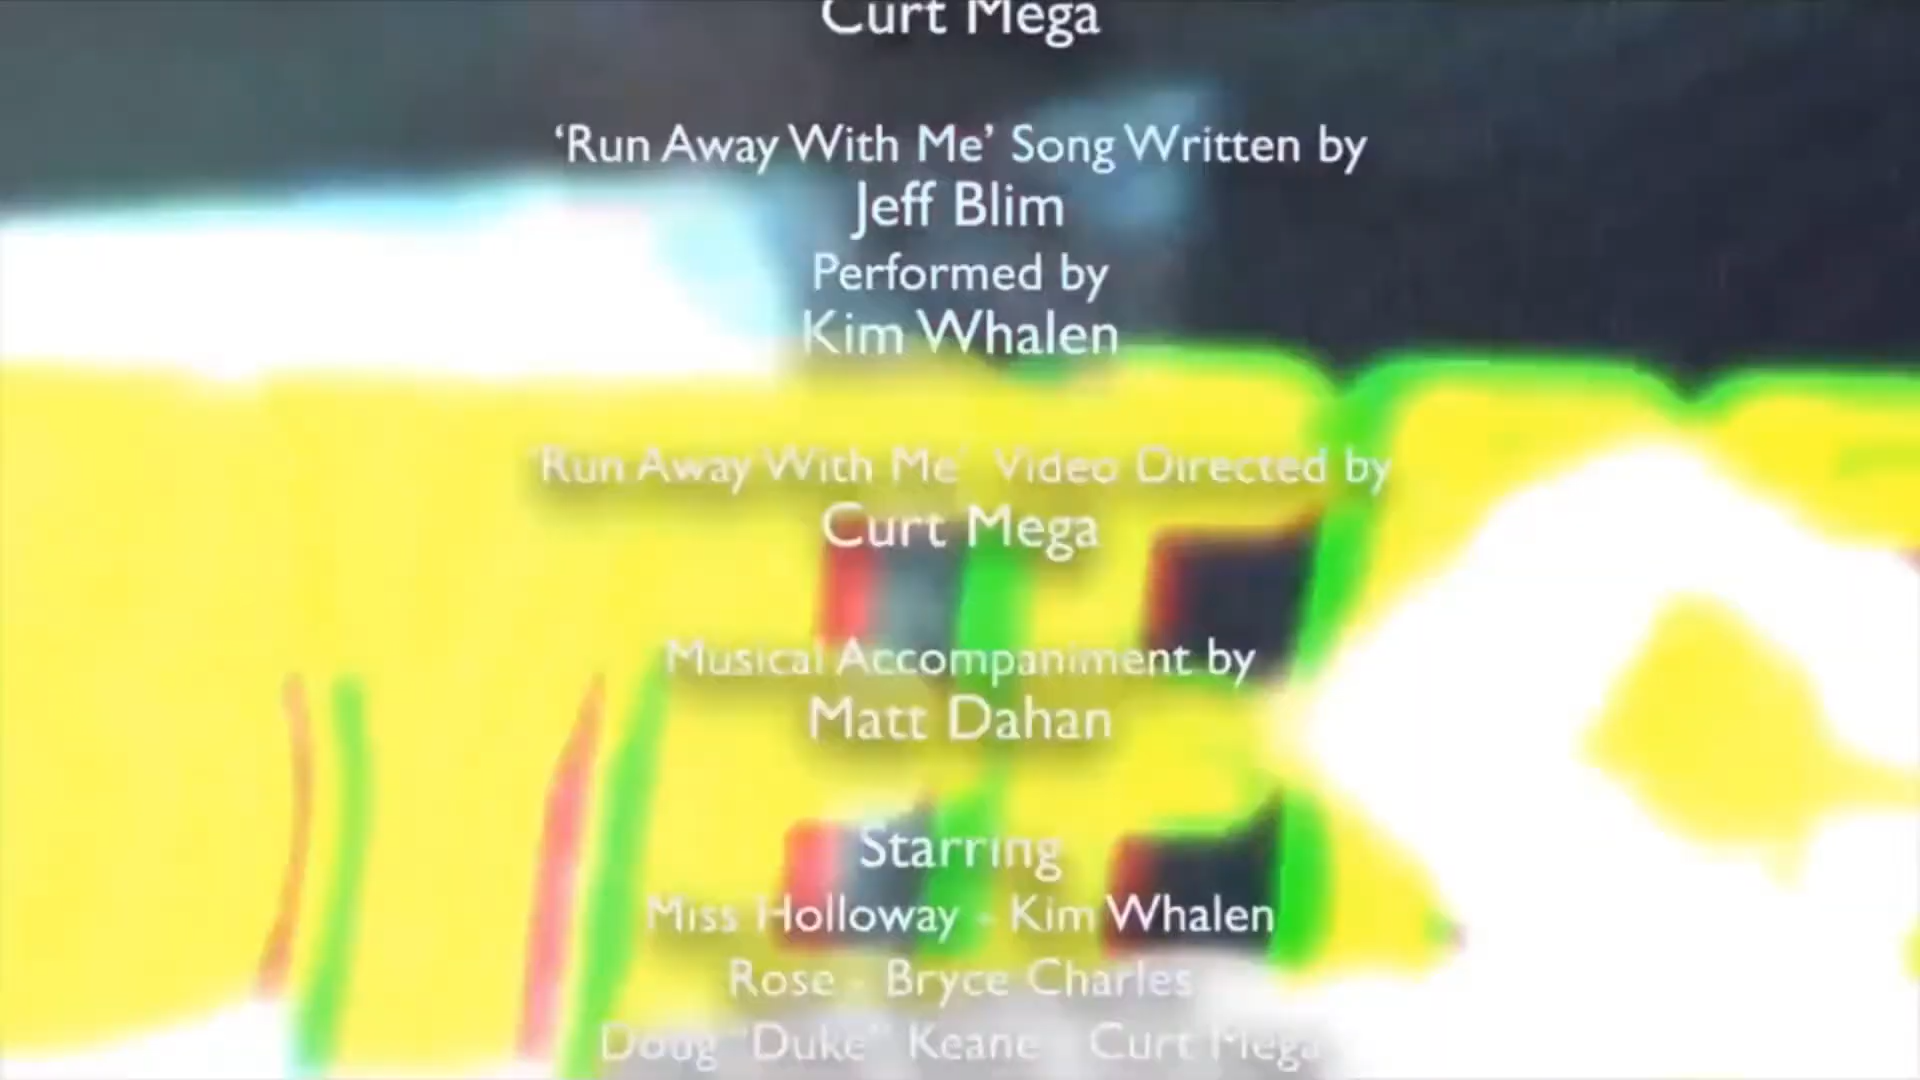 Curt Mega
‘Run Away With Me’ Song Written by
Jeff Blim
Performed by
Kim Whalen
‘Run Away With Me’ Video Directed by
Curt Mega
Musical Accompaniment by
Matt Dahan
Starring
Miss Holloway - Kim Whalen
Rose - Bryce Charles
Doug "Duke" Keane - Curt Mega